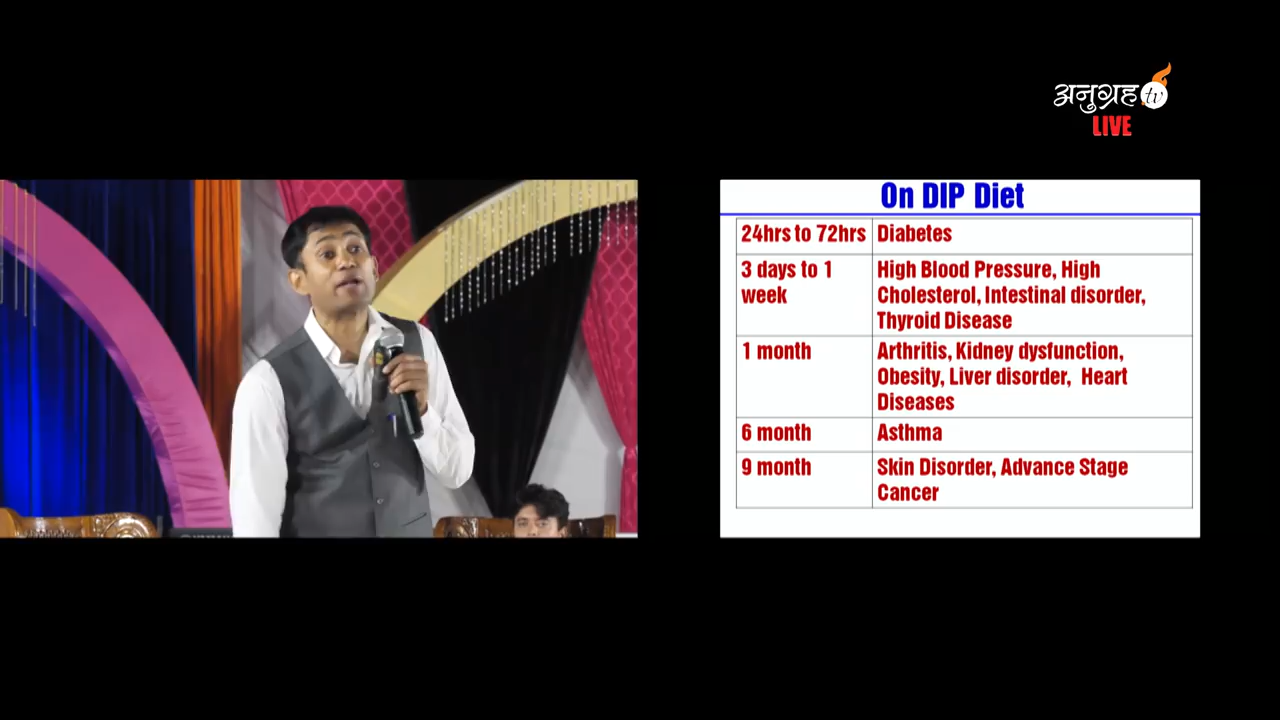 अनुग्रह tv
LIVE
On DIP Diet
24hrs to 72hrs Diabetes
3 days to 1 week High Blood Pressure, High
Cholesterol, Intestinal disorder,
Thyroid Disease
1 month Arthritis, Kidney dysfunction,
Obesity, Liver disorder, Heart
Diseases
6 month Asthma
9 month Skin Disorder, Advance Stage
Cancer